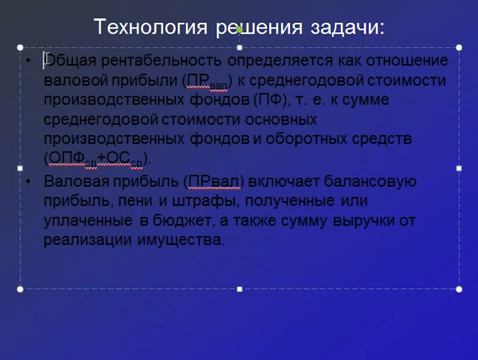 Технология решения задачи:
• Общая рентабельность определяется как отношение
валовой прибыли (ПРвал) к среднегодовой стоимости
производственных фондов (ПФ), т. е. к сумме
среднегодовой стоимости основных
производственных фондов и оборотных средств
(ОПФср+ОСср).
• Валовая прибыль (ПРвал) включает балансовую
прибыль, пени и штрафы, полученные или
уплаченные в бюджет, а также сумму выручки от
реализации имущества.